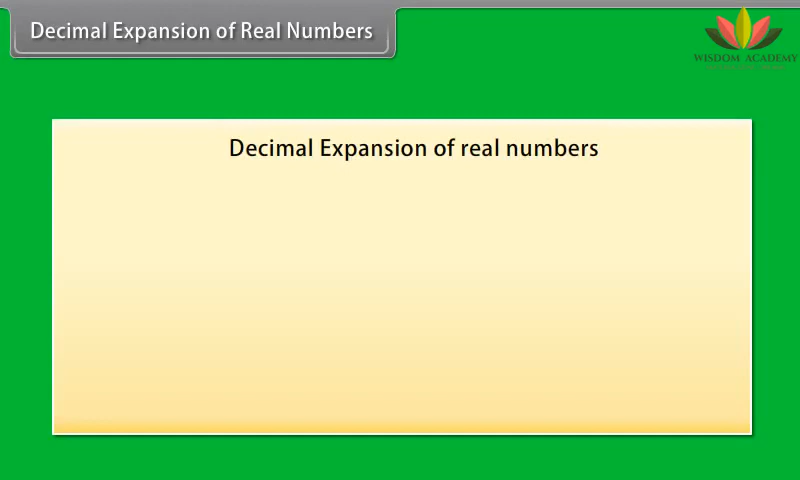 Decimal Expansion of Real Numbers
WISDOM ACADEMY
Decimal Expansion of real numbers